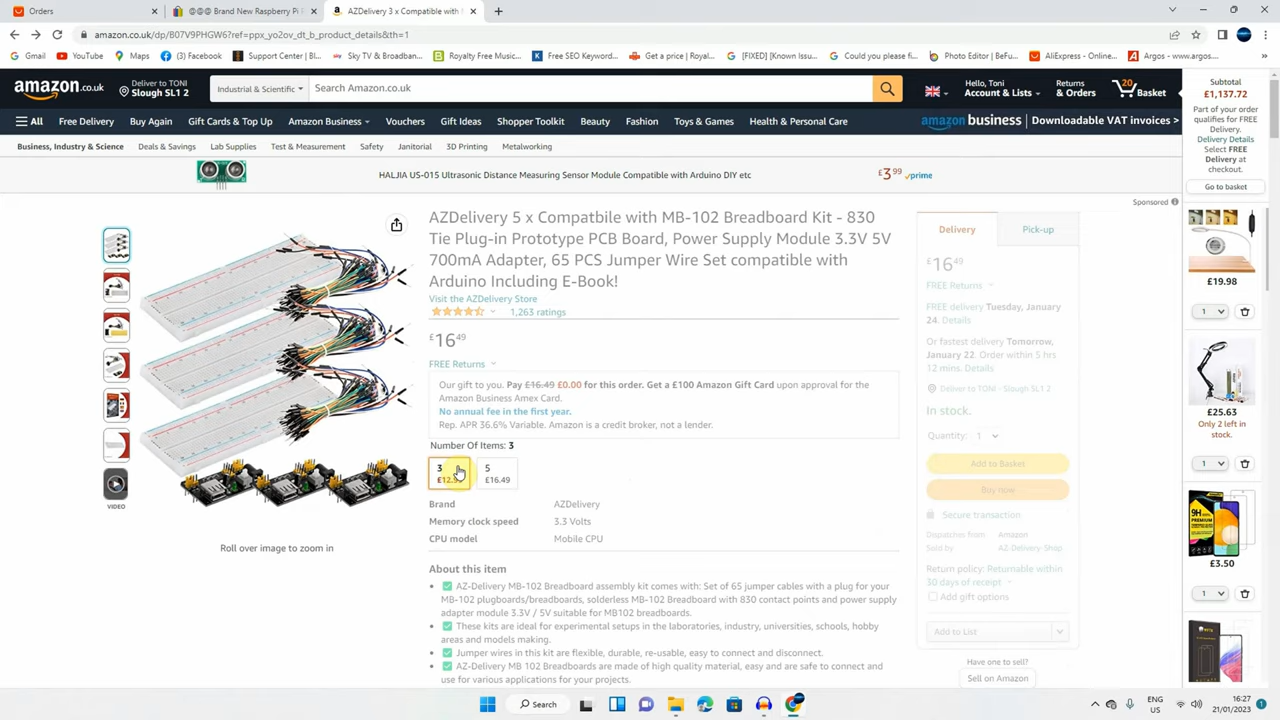 Orders
@@@ Brand New Raspberry Pi P
AZDelivery 3 x Compatible with M
amazon.co.uk/dp/B07V9PHGW6?ref=ppx_yo2ov_dt_b_product_details&th=1
Gmail YouTube Maps (3) Facebook Support Center | Bl... Sky TV & Broadban... Royalty Free Music... Free SEO Keyword... Get a price | Royal... [FIXED] [Known Issu... Could you please fi... Photo Editor | BeFu... AliExpress - Online... Argos - www.argos.... »
amazon.co.uk
Deliver to TONI
Slough SL1 2
Industrial & Scientific
Search Amazon.co.uk
Hello, Toni
Account & Lists
Returns
& Orders
20
Basket
All Free Delivery Buy Again Gift Cards & Top Up Amazon Business Vouchers Gift Ideas Shopper Toolkit Beauty Fashion Toys & Games Health & Personal Care
amazon business Downloadable VAT invoices >
Business, Industry & Science Deals & Savings Lab Supplies Test & Measurement Safety Janitorial 3D Printing Metalworking
HALJIA US-015 Ultrasonic Distance Measuring Sensor Module Compatible with Arduino DIY etc
£3.99 prime
Sponsored
AZDelivery 5 x Compatbile with MB-102 Breadboard Kit - 830
Tie Plug-in Prototype PCB Board, Power Supply Module 3.3V 5V
700mA Adapter, 65 PCS Jumper Wire Set compatible with
Arduino Including E-Book!
Visit the AZDelivery Store
1,263 ratings
£16.49
FREE Returns
Our gift to you. Pay £16.49 £0.00 for this order. Get a £100 Amazon Gift Card upon approval for the
Amazon Business Amex Card.
No annual fee in the first year.
Rep. APR 36.6% Variable. Amazon is a credit broker, not a lender.
Number Of Items: 3
3
£12.9
5
£16.49
Brand AZDelivery
Memory clock speed 3.3 Volts
CPU model Mobile CPU
About this item
AZ-Delivery MB-102 Breadboard assembly kit comes with: Set of 65 jumper cables with a plug for your
MB-102 plugboards/breadboards, solderless MB-102 Breadboard with 830 contact points and power supply
adapter module 3.3V / 5V suitable for MB102 breadboards.
These kits are ideal for experimental setups in the laboratories, industry, universities, schools, hobby
areas and models making.
Jumper wires in this kit are flexible, durable, re-usable, easy to connect and disconnect.
AZ-Delivery MB 102 Breadboards are made of high quality material, easy and are safe to connect and
use for various applications for your projects.
VIDEO
Roll over image to zoom in
Delivery
Pick-up
£16.49
FREE Returns
FREE delivery Tuesday, January
24. Details
Or fastest delivery Tomorrow,
January 22. Order within 5 hrs
12 mins. Details
Deliver to TONI - Slough SL1 2
In stock.
Quantity: 1
Add to Basket
Buy now
Secure transaction
Dispatches from Amazon
Sold by AZ-Delivery-Shop
Return policy: Returnable within
30 days of receipt
Add gift options
Add to List
Have one to sell?
Sell on Amazon
Subtotal
£1,137.72
Part of your order
qualifies for FREE
Delivery.
Delivery Details
Select FREE
Delivery at
checkout.
Go to basket
£19.98
1
£25.63
Only 2 left in
stock.
1
9H
PREMIUM
£3.50
1
Search
ENG
US
16:27
21/01/2023
1